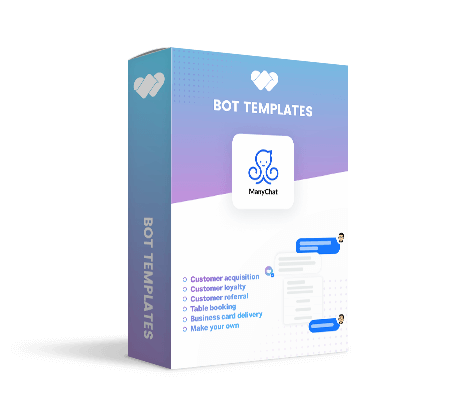 BOT TEMPLATES
ManyChat
Customer acquisition
Customer loyalty
Customer referral
Table booking
Business card delivery
Make your own
BOT TEMPLATES